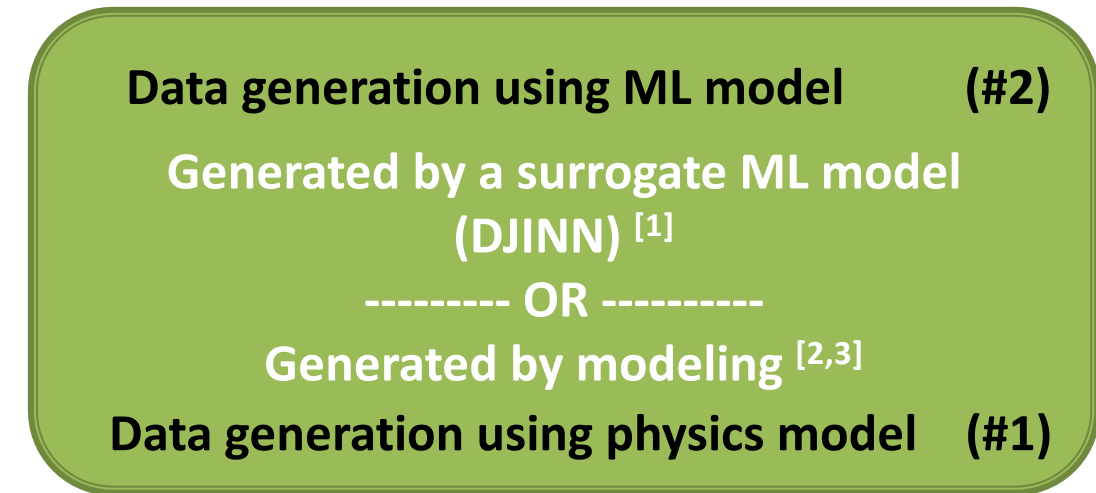 Data generation using ML model (#2)
Generated by a surrogate ML model
(DJINN) [1]
--------- OR ----------
Generated by modeling [2,3]
Data generation using physics model (#1)